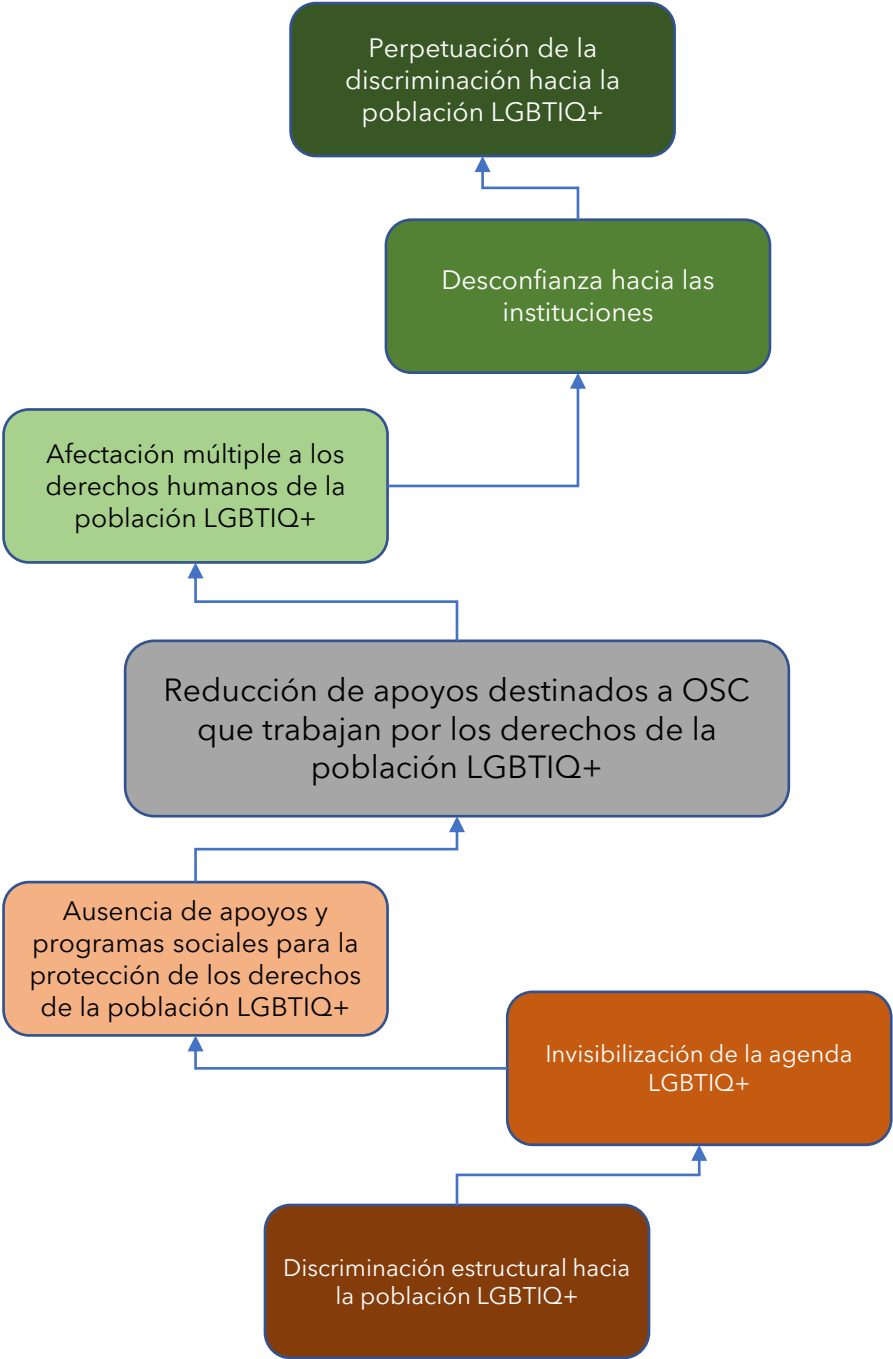 Perpetuación de la
discriminación hacia la
población LGBTIQ+
Desconfianza hacia las
instituciones
Afectación múltiple a los
derechos humanos de la
población LGBTIQ+
Reducción de apoyos destinados a OSC
que trabajan por los derechos de la
población LGBTIQ+
Ausencia de apoyos y
programas sociales para la
protección de los derechos
de la población LGBTIQ+
Invisibilización de la agenda
LGBTIQ+
Discriminación estructural hacia
la población LGBTIQ+